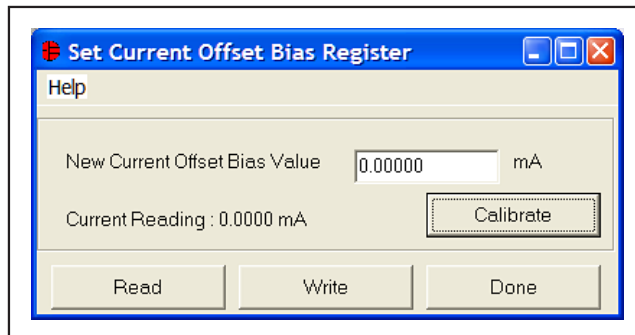 Set Current Offset Bias Register
Help
New Current Offset Bias Value 0.00000 mA
Current Reading : 0.0000 mA
Calibrate
Read Write Done